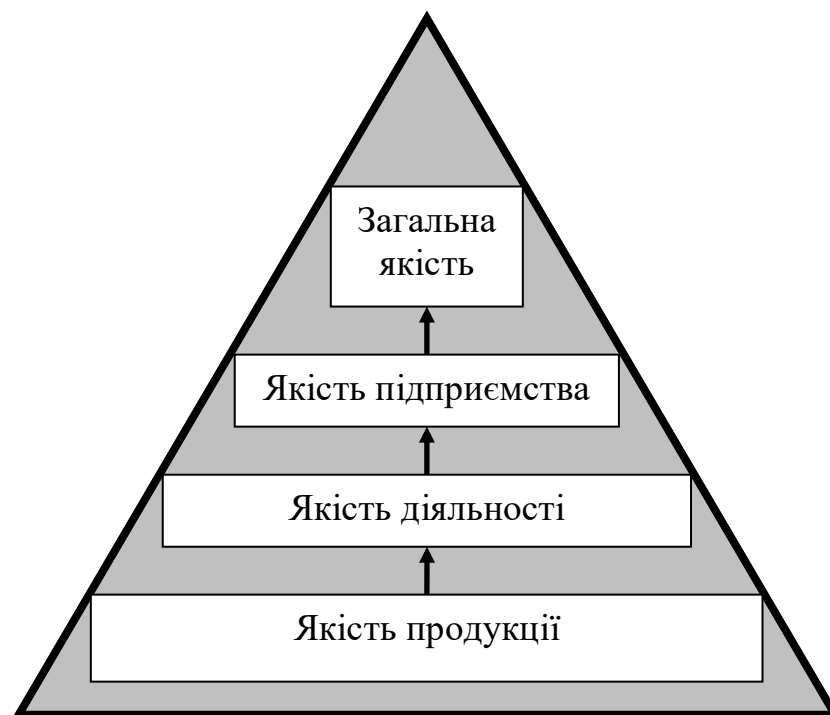 Загальна
якість
Якість підприємства
Якість діяльності
Якість продукції